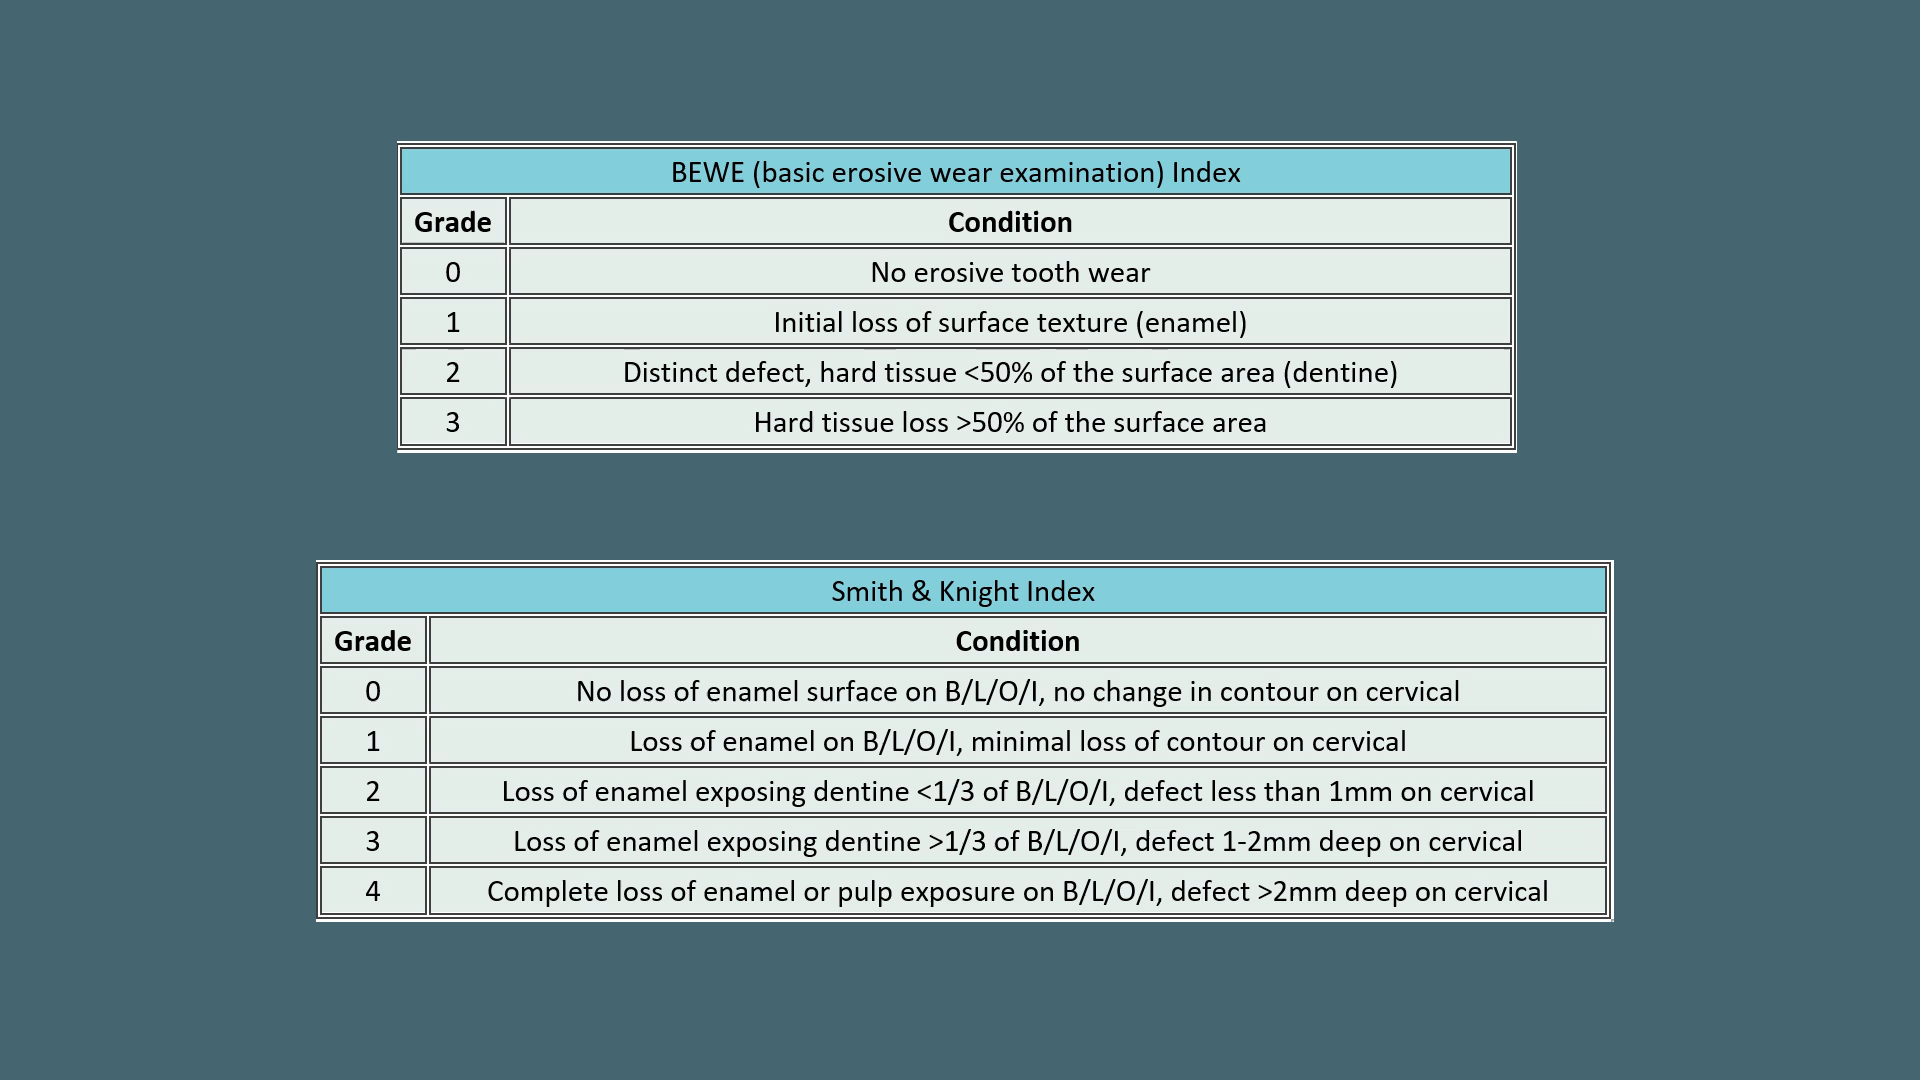 BEWE (basic erosive wear examination) Index
Grade Condition
0 No erosive tooth wear
1 Initial loss of surface texture (enamel)
2 Distinct defect, hard tissue <50% of the surface area (dentine)
3 Hard tissue loss >50% of the surface area
Smith & Knight Index
Grade Condition
0 No loss of enamel surface on B/L/O/I, no change in contour on cervical
1 Loss of enamel on B/L/O/I, minimal loss of contour on cervical
2 Loss of enamel exposing dentine <1/3 of B/L/O/I, defect less than 1mm on cervical
3 Loss of enamel exposing dentine >1/3 of B/L/O/I, defect 1-2mm deep on cervical
4 Complete loss of enamel or pulp exposure on B/L/O/I, defect >2mm deep on cervical